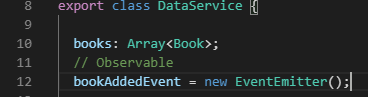 8 export class DataService {
9
10 books: Array<Book>;
11 // Observable
12 bookAddedEvent = new EventEmitter();